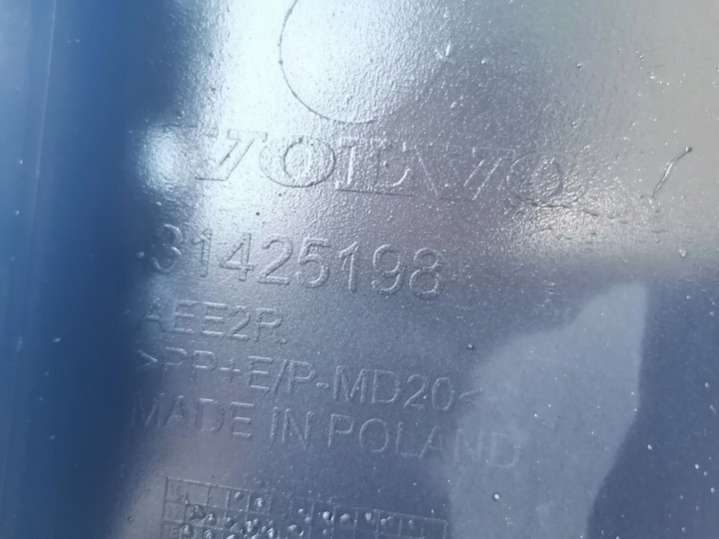 VOLVO
31425198
AEE2R.
>PP+E/P-MD20<
MADE IN POLAND